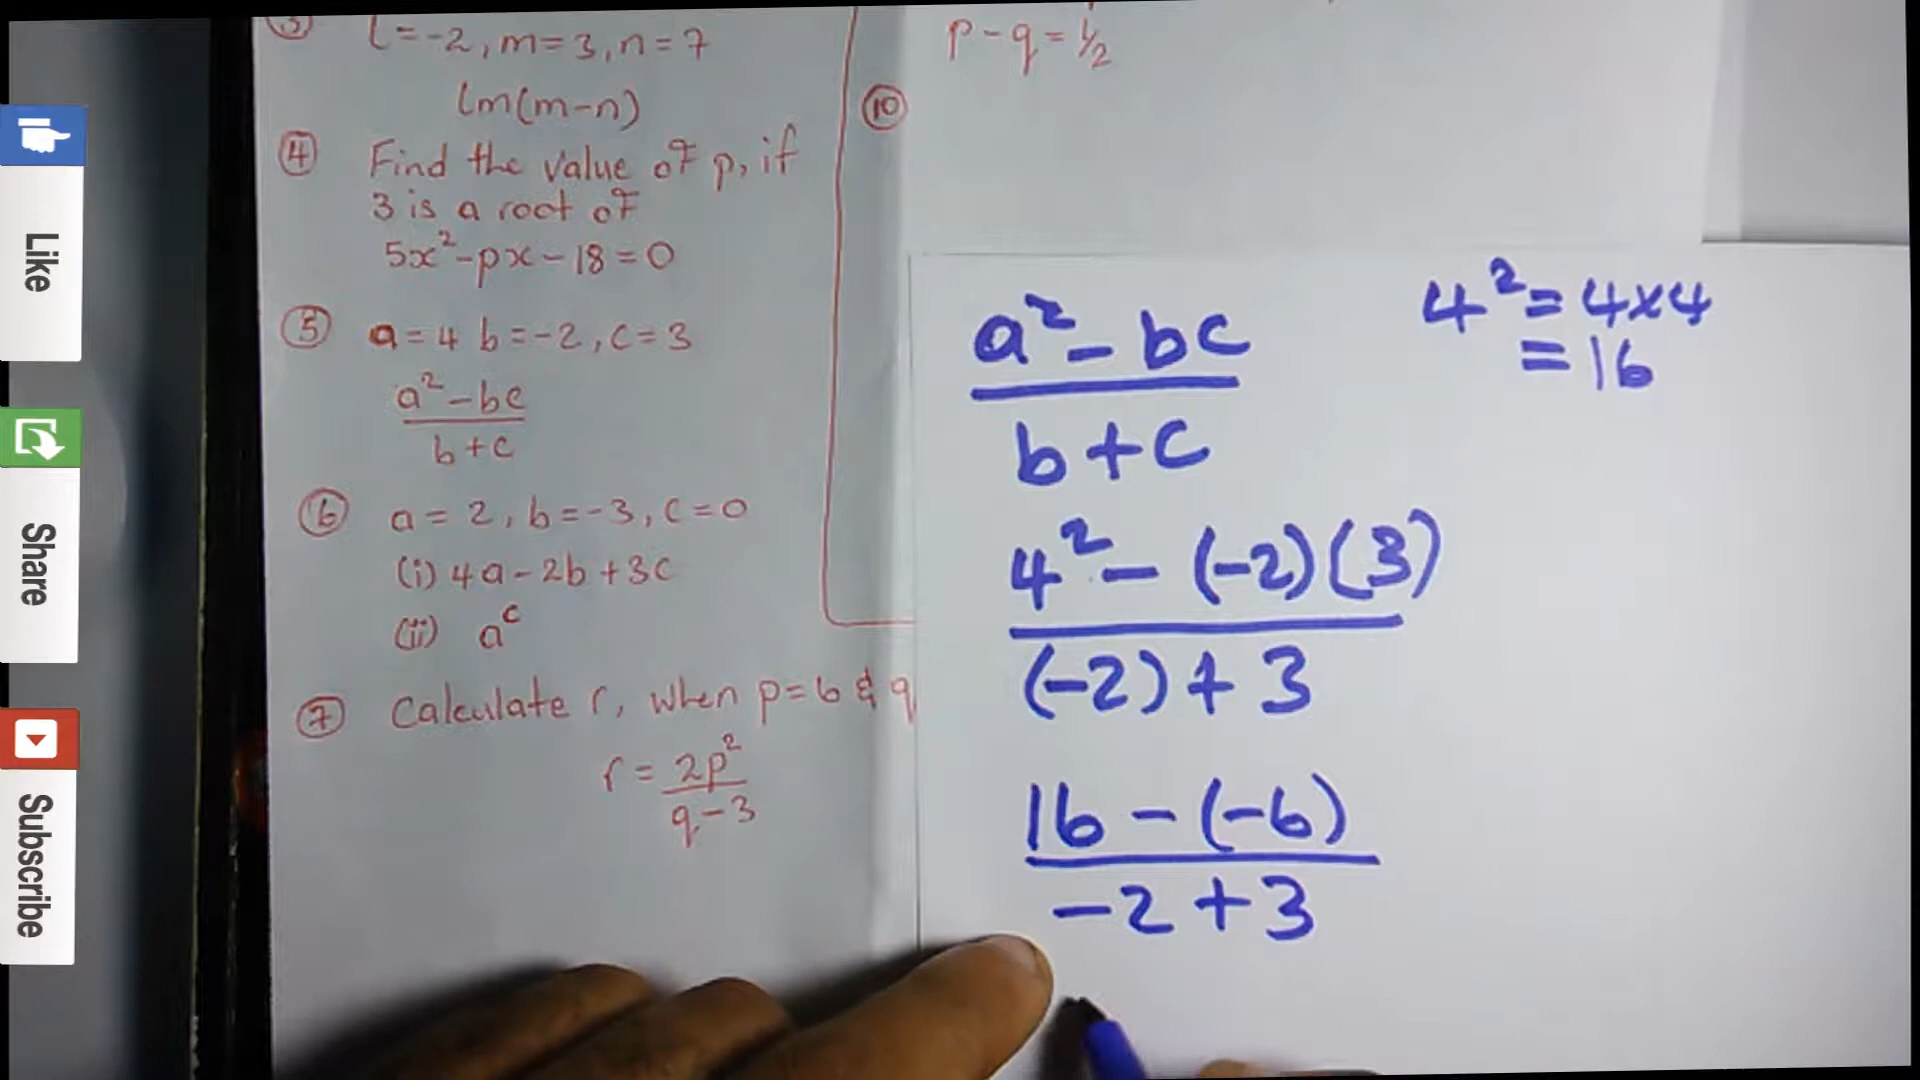 Like
Share
Subscribe
③ l=-2, m=3, n=7
lm(m-n)
④ Find the value of p, if
3 is a root of
5x²-px-18=0
⑤ a=4 b=-2, c=3
a²-bc
b+c
⑥ a=2, b=-3, c=0
(i) 4a-2b+3c
(ii) a^c
⑦ Calculate r, when p=6 & q
r = 2p²
q-3
p-q=1/2
⑩
a²-bc
b+c
4²-(-2)(3)
(-2)+3
16-(-6)
-2+3
4²=4×4
=16